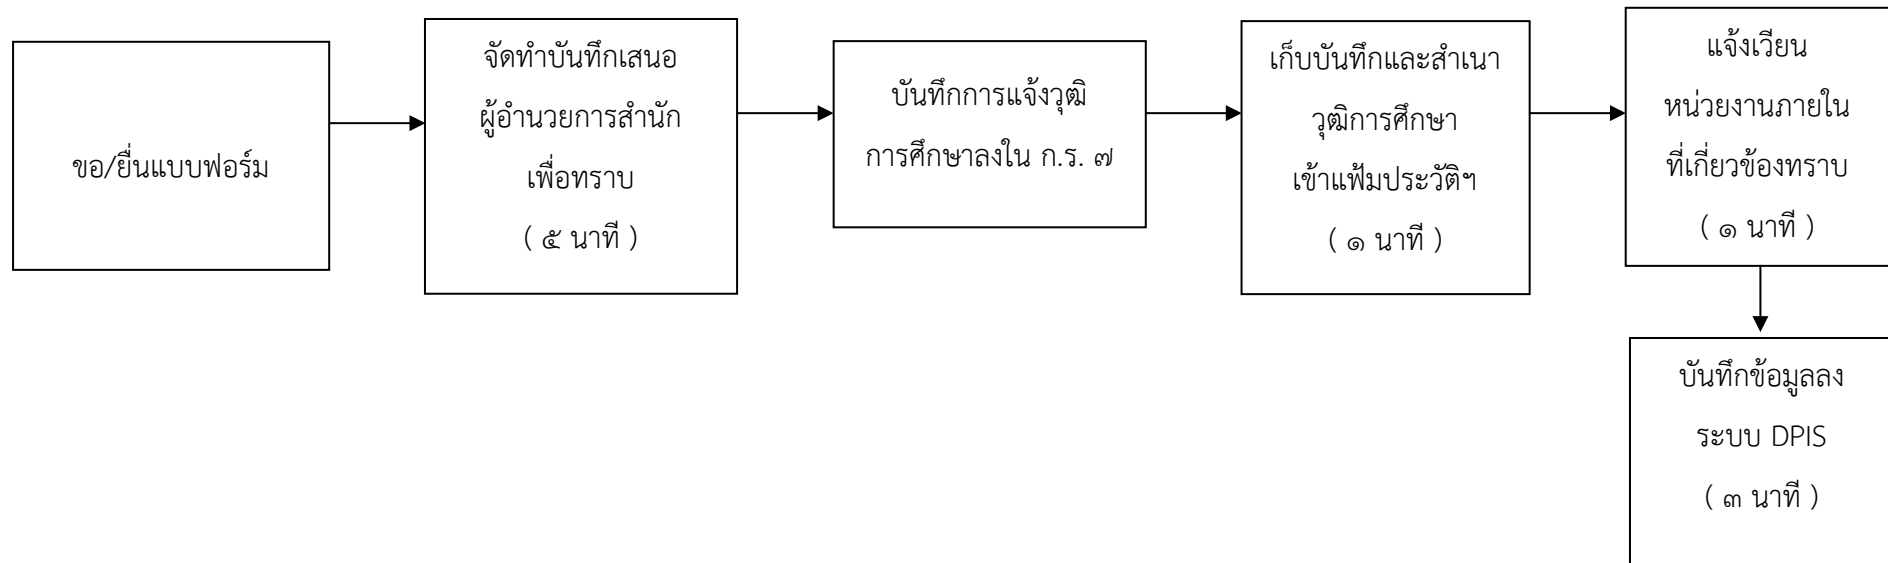 ขอ/ยื่นแบบฟอร์ม
จัดทำบันทึกเสนอ
ผู้อำนวยการสำนัก
เพื่อทราบ
( ๕ นาที )
บันทึกการแจ้งวุฒิ
การศึกษาลงใน ก.ร. ๗
เก็บบันทึกและสำเนา
วุฒิการศึกษา
เข้าแฟ้มประวัติฯ
( ๑ นาที )
แจ้งเวียน
หน่วยงานภายใน
ที่เกี่ยวข้องทราบ
( ๑ นาที )
บันทึกข้อมูลลง
ระบบ DPIS
( ๓ นาที )